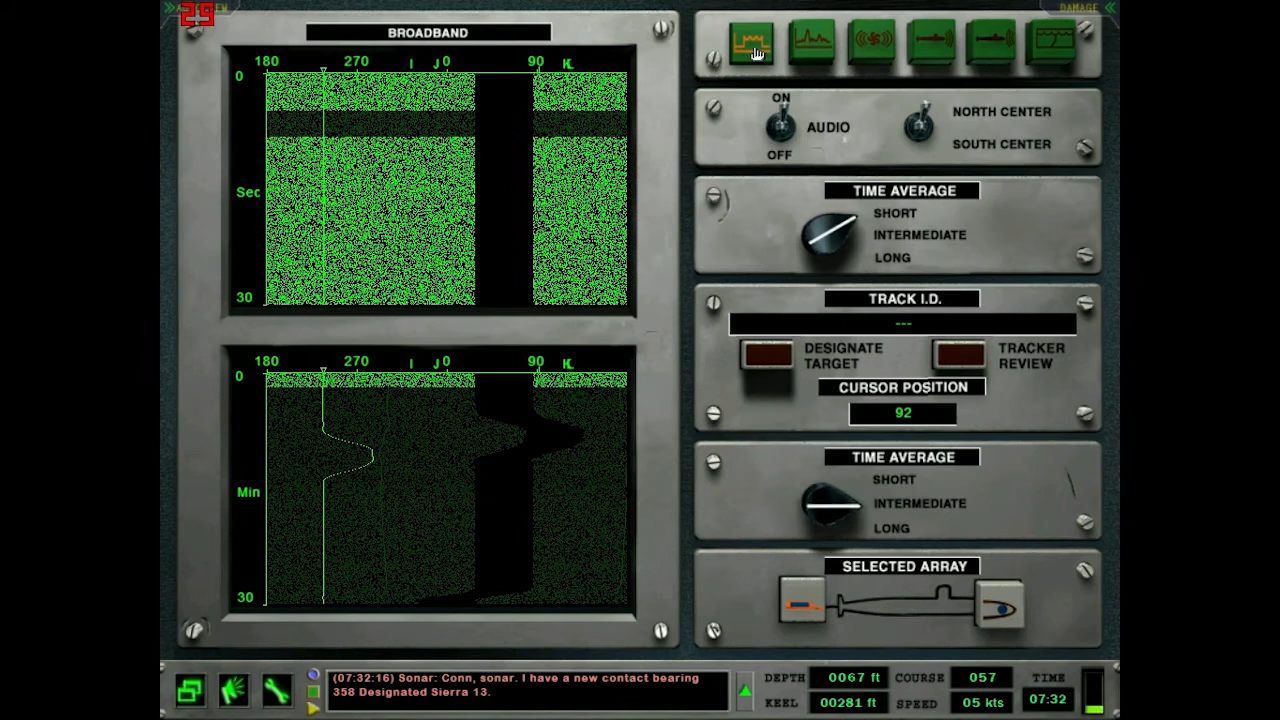 29
DAMAGE
BROADBAND
180 270 I J 0 90 K
0
Sec
30
180 270 I J 0 90 K
0
Min
30
ON
AUDIO
OFF
NORTH CENTER
SOUTH CENTER
TIME AVERAGE
SHORT
INTERMEDIATE
LONG
TRACK I.D.
---
DESIGNATE
TARGET
TRACKER
REVIEW
CURSOR POSITION
92
TIME AVERAGE
SHORT
INTERMEDIATE
LONG
SELECTED ARRAY
(07:32:16) Sonar: Conn, sonar. I have a new contact bearing
358 Designated Sierra 13.
DEPTH 0067 ft COURSE 057 TIME
KEEL 00281 ft SPEED 05 kts 07:32